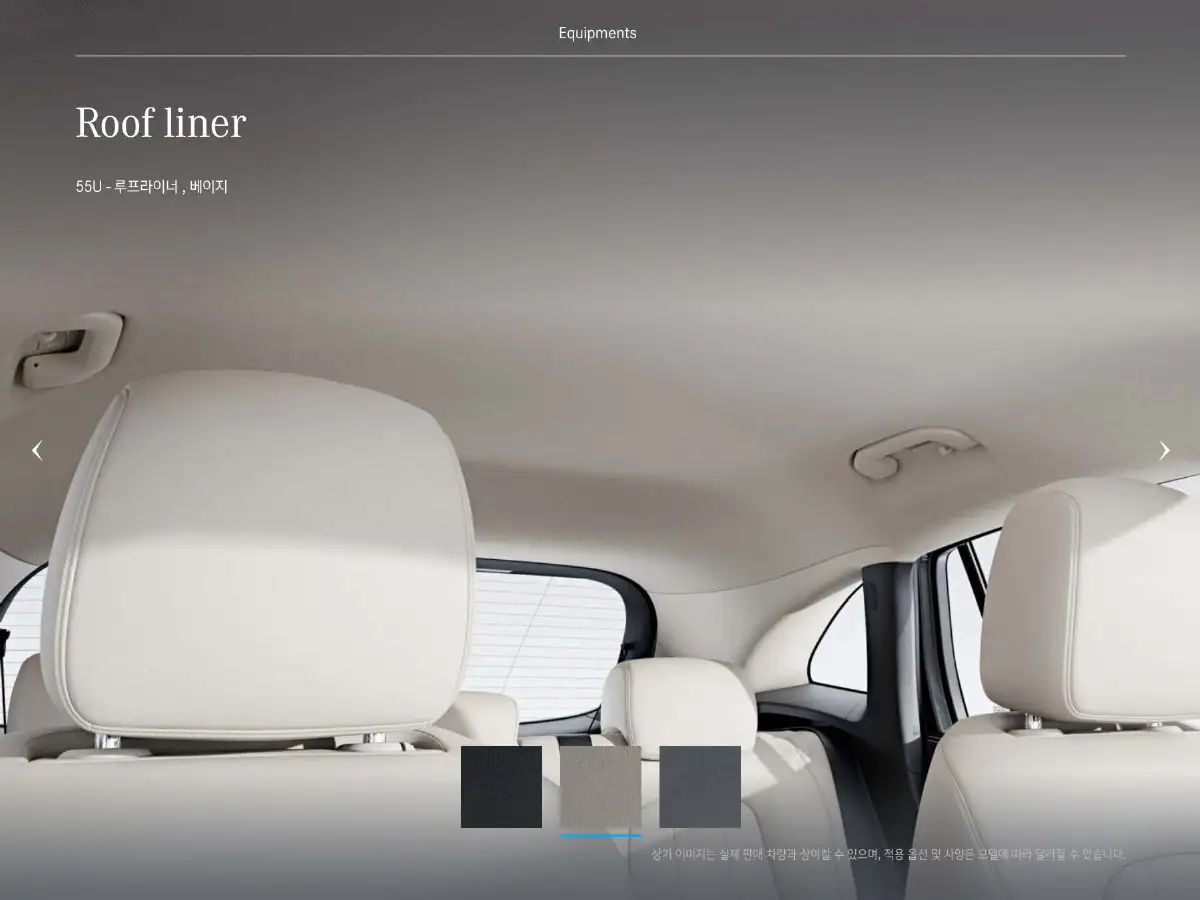 Equipments
Roof liner
55U - 루프라이너 , 베이지
상기 이미지는 실제 판매 차량과 상이할 수 있으며, 적용 옵션 및 사양은 모델에 따라 달라질 수 있습니다.